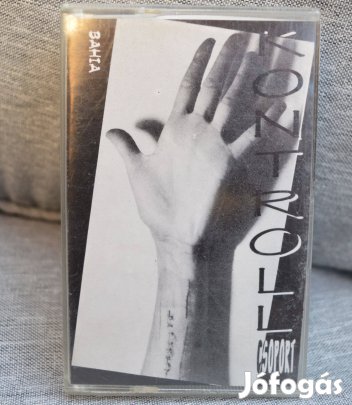 BAHIA
KONTROLL
CSOPORT
Jófogás